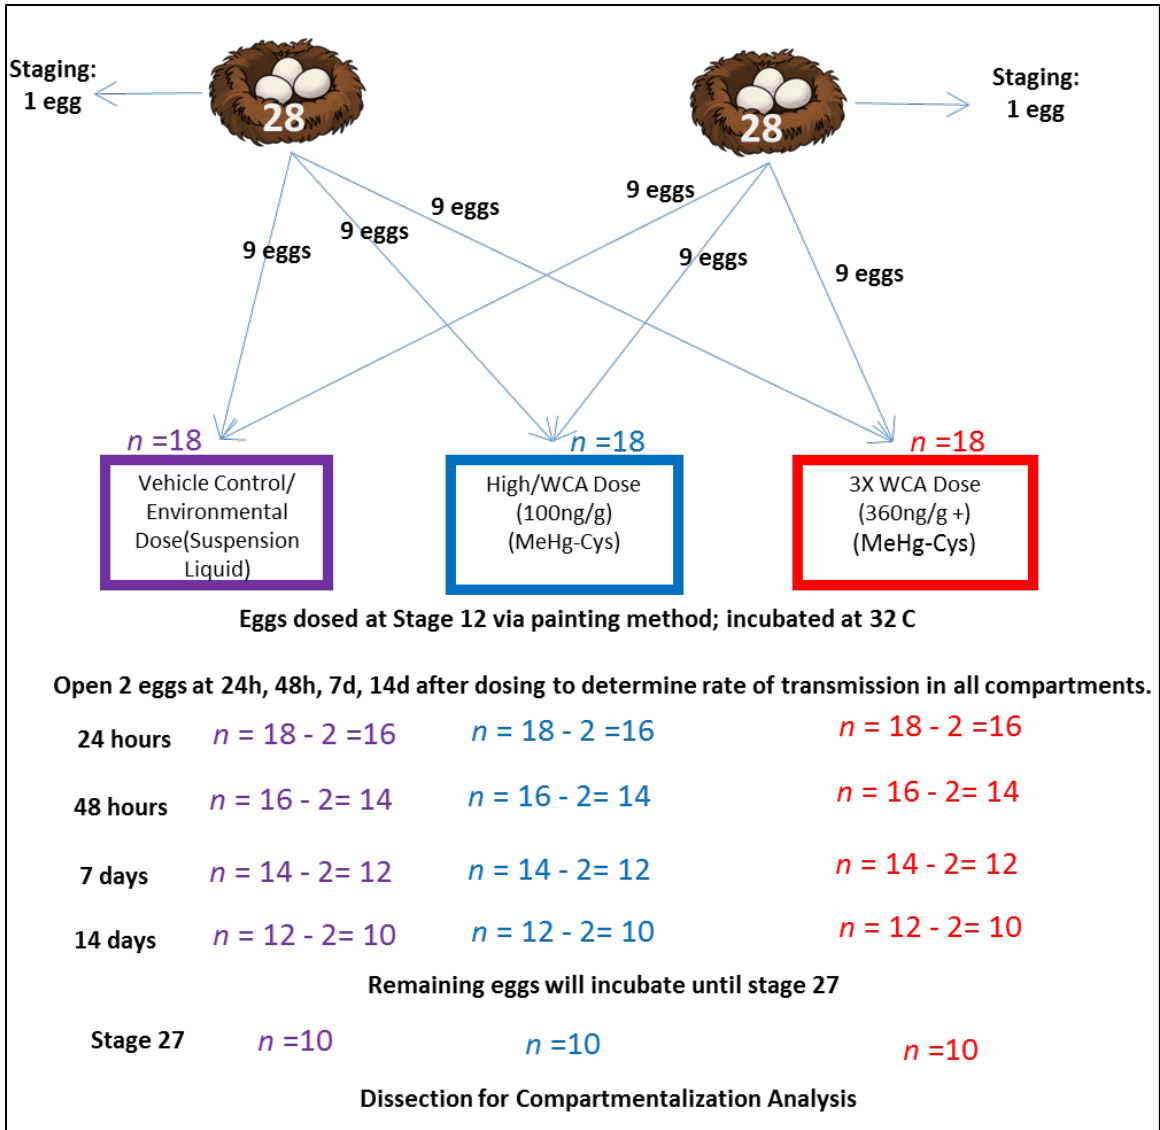 Staging:
1 egg
28
28
Staging:
1 egg
9 eggs
9 eggs
9 eggs
9 eggs
9 eggs
9 eggs
n =18
n =18
n =18
Vehicle Control/
Environmental
Dose(Suspension
Liquid)
High/WCA Dose
(100ng/g)
(MeHg-Cys)
3X WCA Dose
(360ng/g +)
(MeHg-Cys)
Eggs dosed at Stage 12 via painting method; incubated at 32 C
Open 2 eggs at 24h, 48h, 7d, 14d after dosing to determine rate of transmission in all compartments.
24 hours n = 18 - 2 =16 n = 18 - 2 =16 n = 18 - 2 =16
48 hours n = 16 - 2= 14 n = 16 - 2= 14 n = 16 - 2= 14
7 days n = 14 - 2= 12 n = 14 - 2= 12 n = 14 - 2= 12
14 days n = 12 - 2= 10 n = 12 - 2= 10 n = 12 - 2= 10
Remaining eggs will incubate until stage 27
Stage 27 n =10 n =10 n =10
Dissection for Compartmentalization Analysis